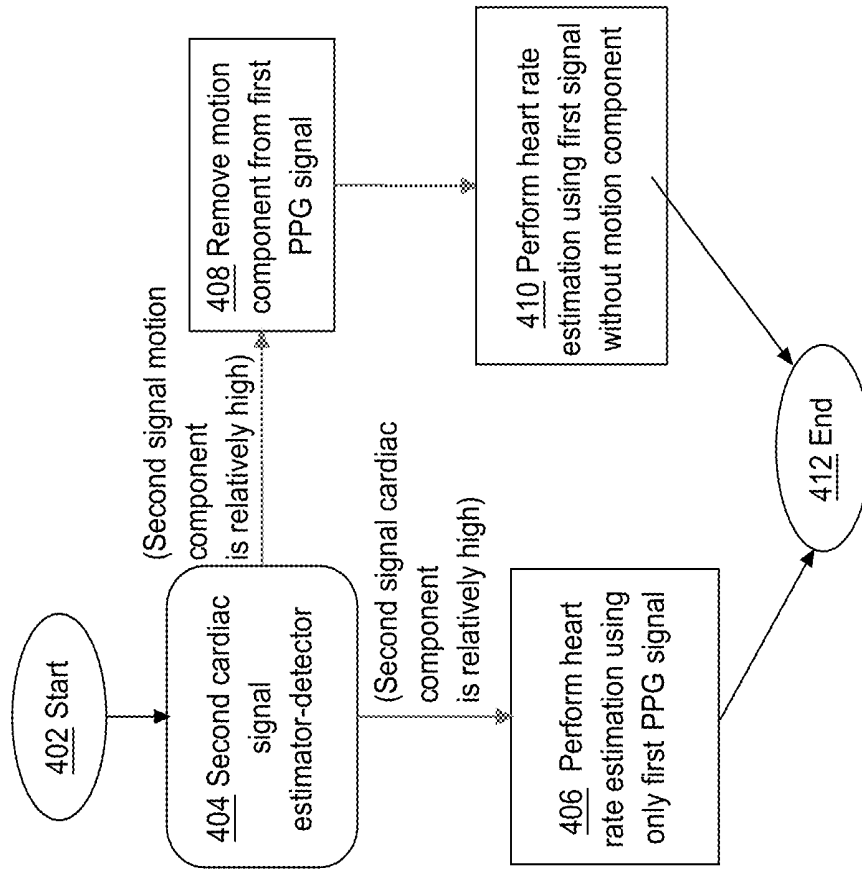 402 Start
404 Second cardiac
signal
estimator-detector
(Second signal motion
component
is relatively high)
408 Remove motion
component from first
PPG signal
(Second signal cardiac
component
is relatively high)
406 Perform heart
rate estimation using
only first PPG signal
410 Perform heart rate
estimation using first signal
without motion component
412 End